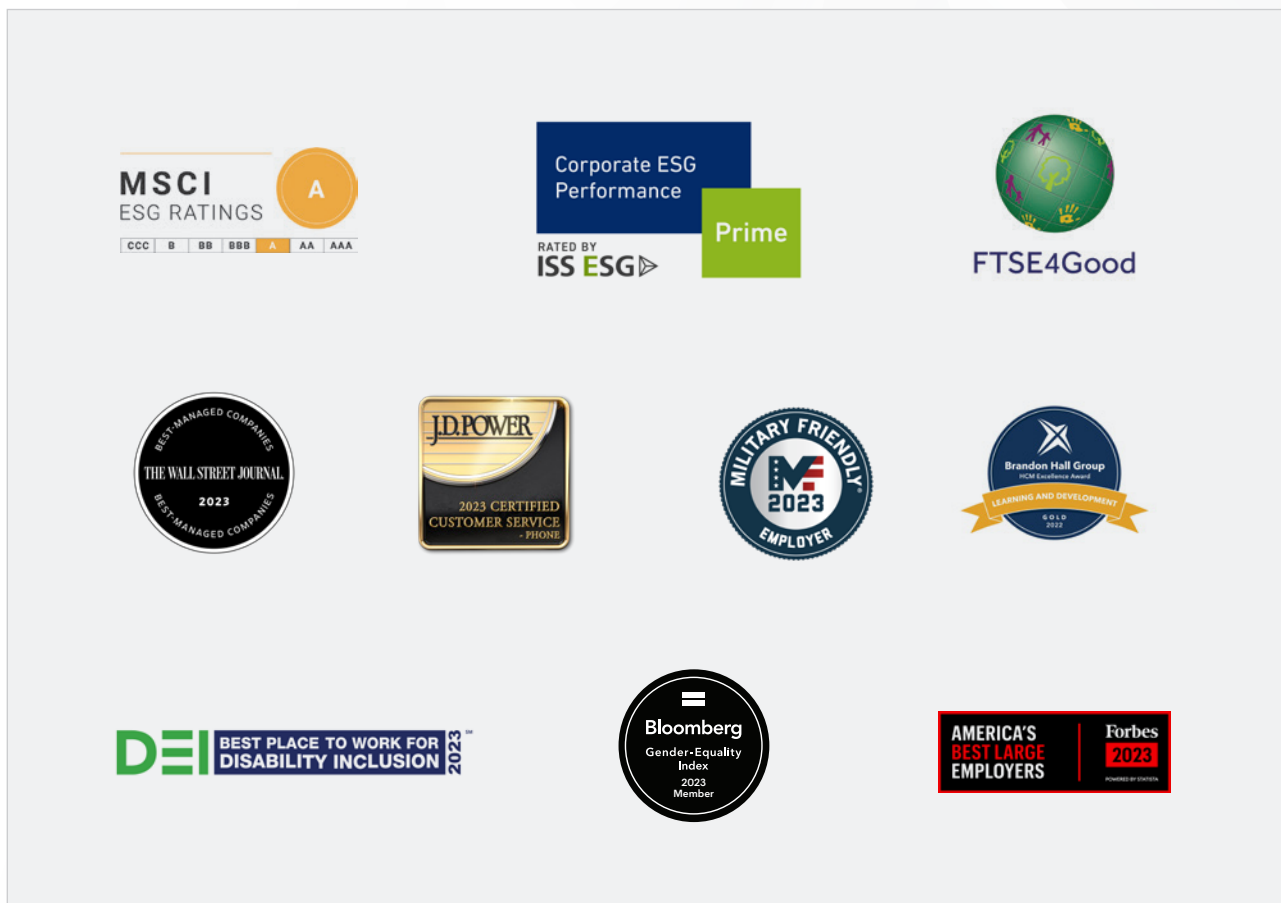 MSCI
ESG RATINGS
A
CCC B BB BBB A AA AAA
Corporate ESG
Performance
Prime
RATED BY
ISS ESG
FTSE4Good
BEST-MANAGED COMPANIES
THE WALL STREET JOURNAL.
2023
BEST-MANAGED COMPANIES
J.D.POWER
2023 CERTIFIED
CUSTOMER SERVICE
- PHONE
MILITARY FRIENDLY®
2023
EMPLOYER
Brandon Hall Group
HCM Excellence Award
LEARNING AND DEVELOPMENT
GOLD
2022
DEI
BEST PLACE TO WORK FOR
DISABILITY INCLUSION
2023 SM
Bloomberg
Gender-Equality
Index
2023
Member
AMERICA'S
BEST LARGE
EMPLOYERS
Forbes
2023
POWERED BY STATISTA